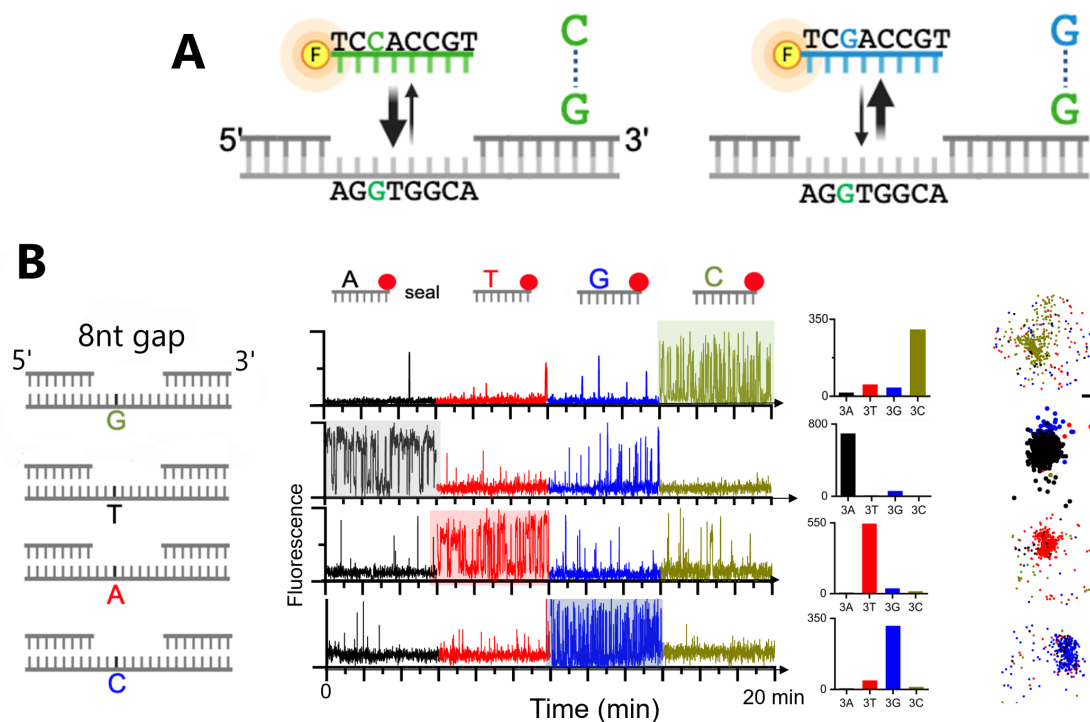 A
F
TCCACCGT
C
G
5'
3'
AGGTGGCA
F
TCGACCGT
G
G
AGGTGGCA
B
8nt gap
5'
3'
G
T
A
C
A
seal
T
G
C
Fluorescence
0
20 min
Time (min)
350
0
3A 3T 3G 3C
800
0
3A 3T 3G 3C
550
0
3A 3T 3G 3C
350
0
3A 3T 3G 3C